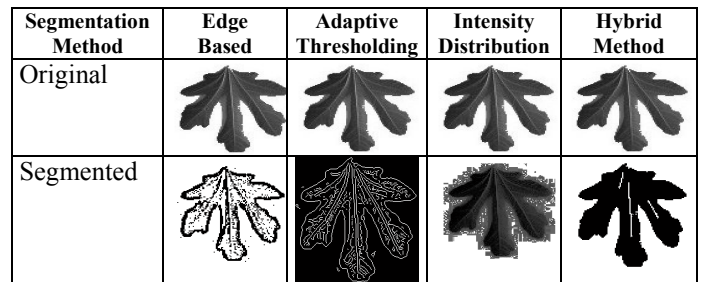 Segmentation Method Edge Based Adaptive Thresholding Intensity Distribution Hybrid Method
Original
Segmented